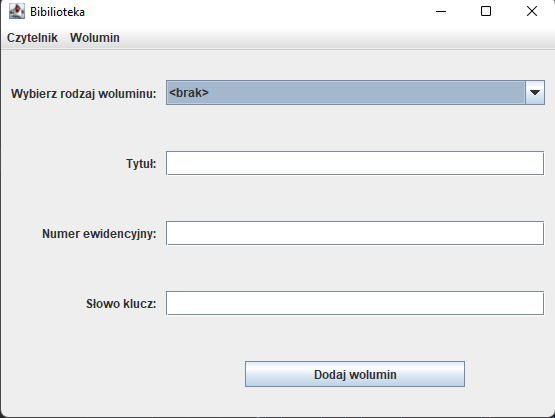 Bibilioteka
Czytelnik Wolumin
Wybierz rodzaj woluminu: <brak>
Tytuł:
Numer ewidencyjny:
Słowo klucz:
Dodaj wolumin